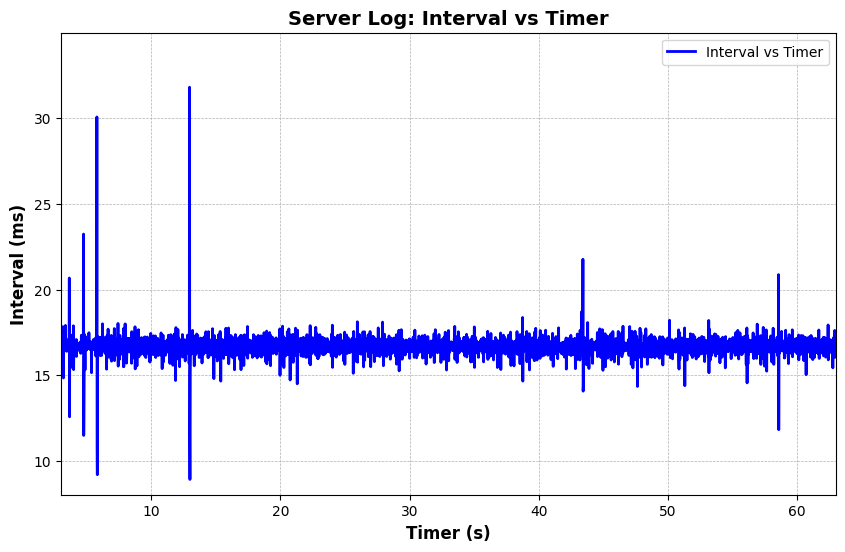 Server Log: Interval vs Timer
Interval vs Timer
30
25
20
15
10
Interval (ms)
10 20 30 40 50 60
Timer (s)